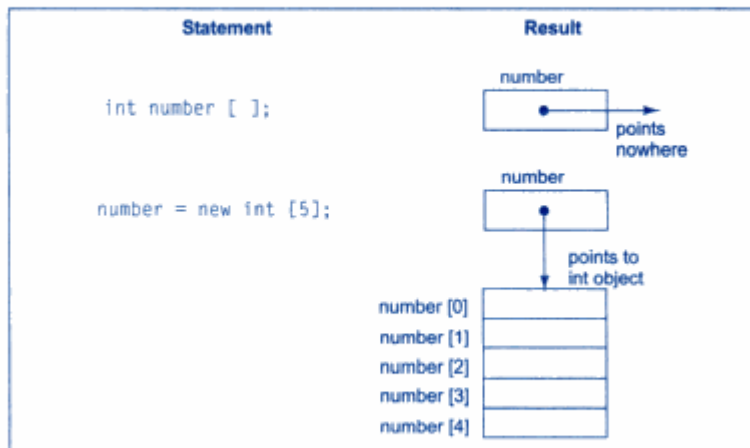 Statement
Result
number
int number [ ];
points
nowhere
number
number = new int [5];
points to
int object
number [0]
number [1]
number [2]
number [3]
number [4]